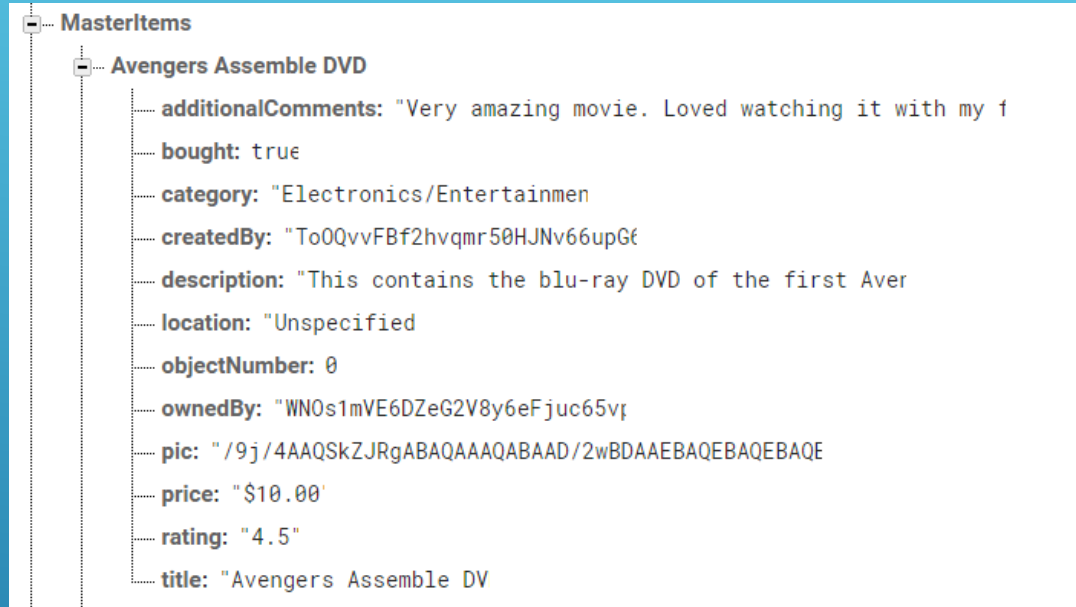 MasterItems
Avengers Assemble DVD
additionalComments: "Very amazing movie. Loved watching it with my f
bought: true
category: "Electronics/Entertainmen
createdBy: "ToOQvvFBf2hvqmr50HJNv66upG6
description: "This contains the blu-ray DVD of the first Aver
location: "Unspecified
objectNumber: 0
ownedBy: "WNOs1mVE6DZeG2V8y6eFjuc65vp
pic: "/9j/4AAQSkZJRgABAQAAAQABAAD/2wBDAAEBAQEBAQEBAQE
price: "$10.00"
rating: "4.5"
title: "Avengers Assemble DV